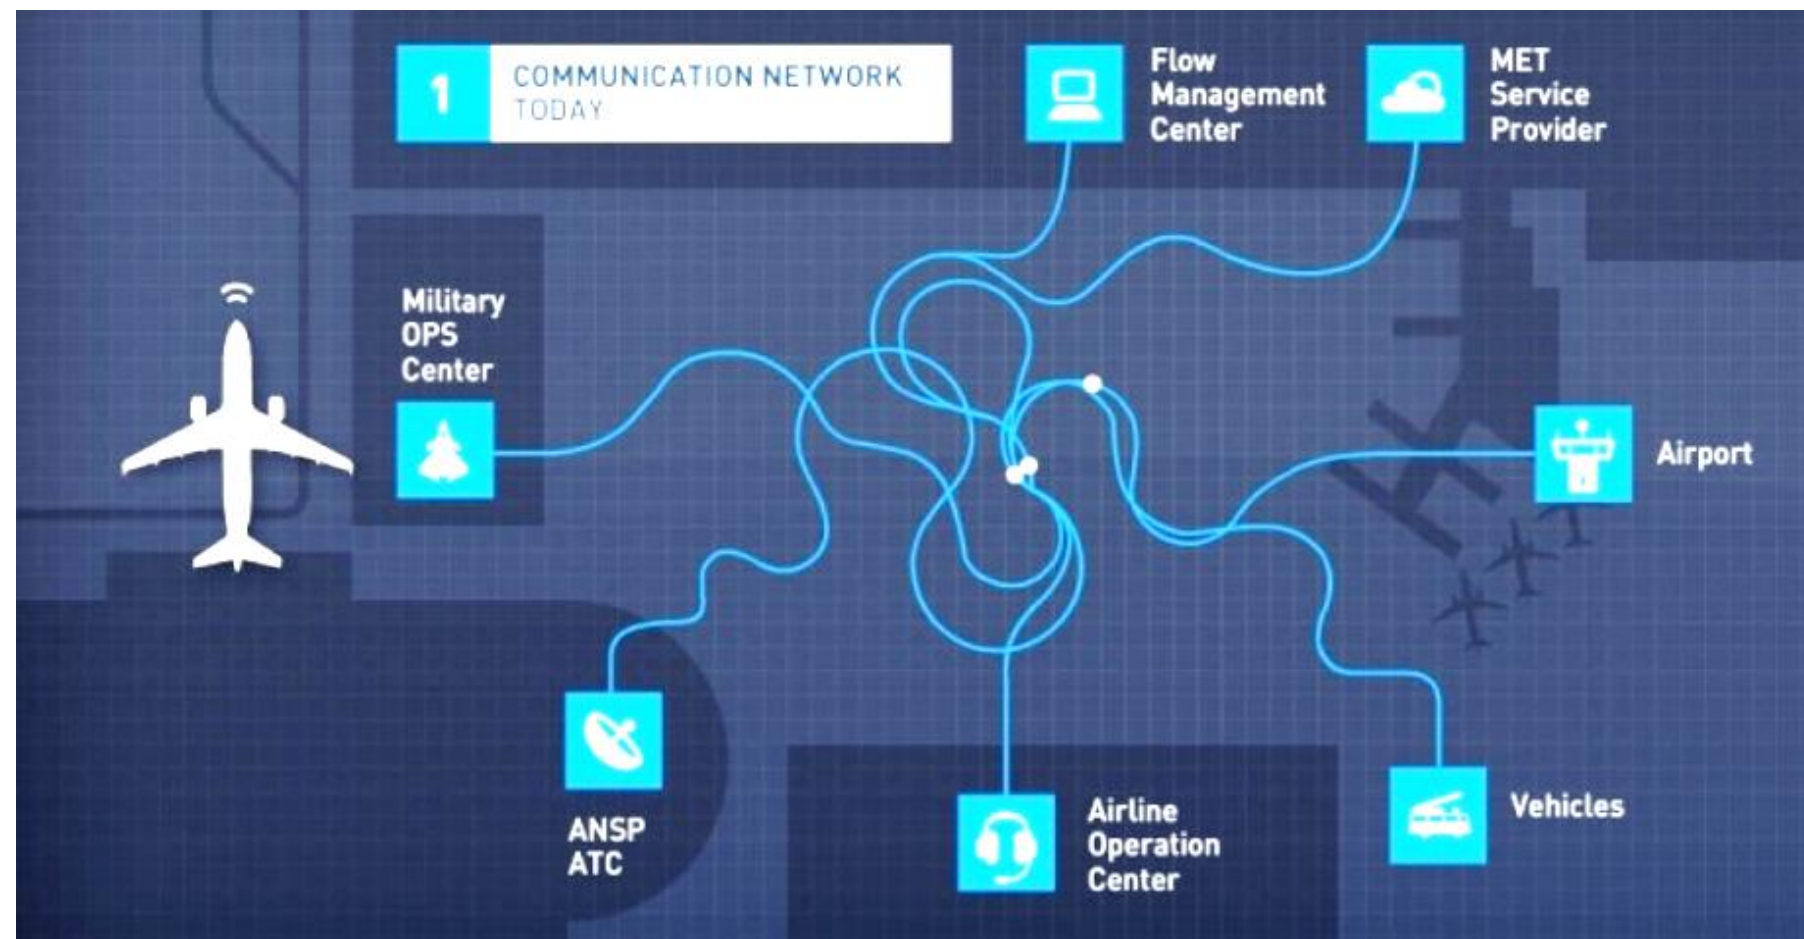 1
COMMUNICATION NETWORK
TODAY
Flow
Management
Center
MET
Service
Provider
Military
OPS
Center
Airport
ANSP
ATC
Airline
Operation
Center
Vehicles